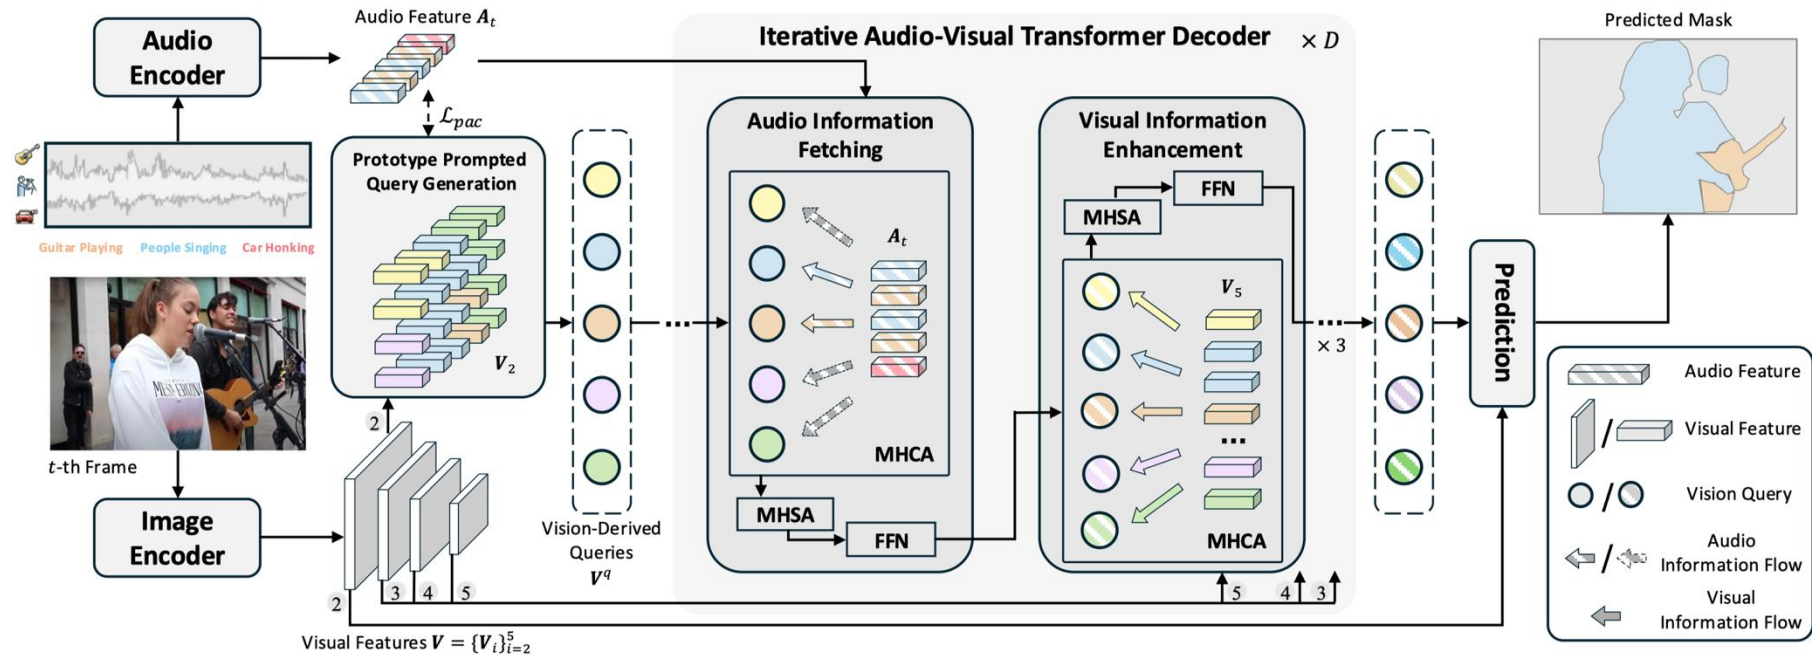 Audio Feature A_t
Iterative Audio-Visual Transformer Decoder × D
Predicted Mask
Audio
Encoder
ℒ_pac
Audio Information
Fetching
Visual Information
Enhancement
Prototype Prompted
Query Generation
FFN
MHSA
A_t
V_5
Guitar Playing People Singing Car Honking
V_2
× 3
Prediction
MHCA
MHCA
t-th Frame
2
Image
Encoder
MHSA
FFN
Vision-Derived
Queries
V^q
2 3 4 5
5 4 3
Visual Features V = {V_i}_{i=2}^5
Audio Feature
/ Visual Feature
/ Vision Query
/ Audio
Information Flow
Visual
Information Flow